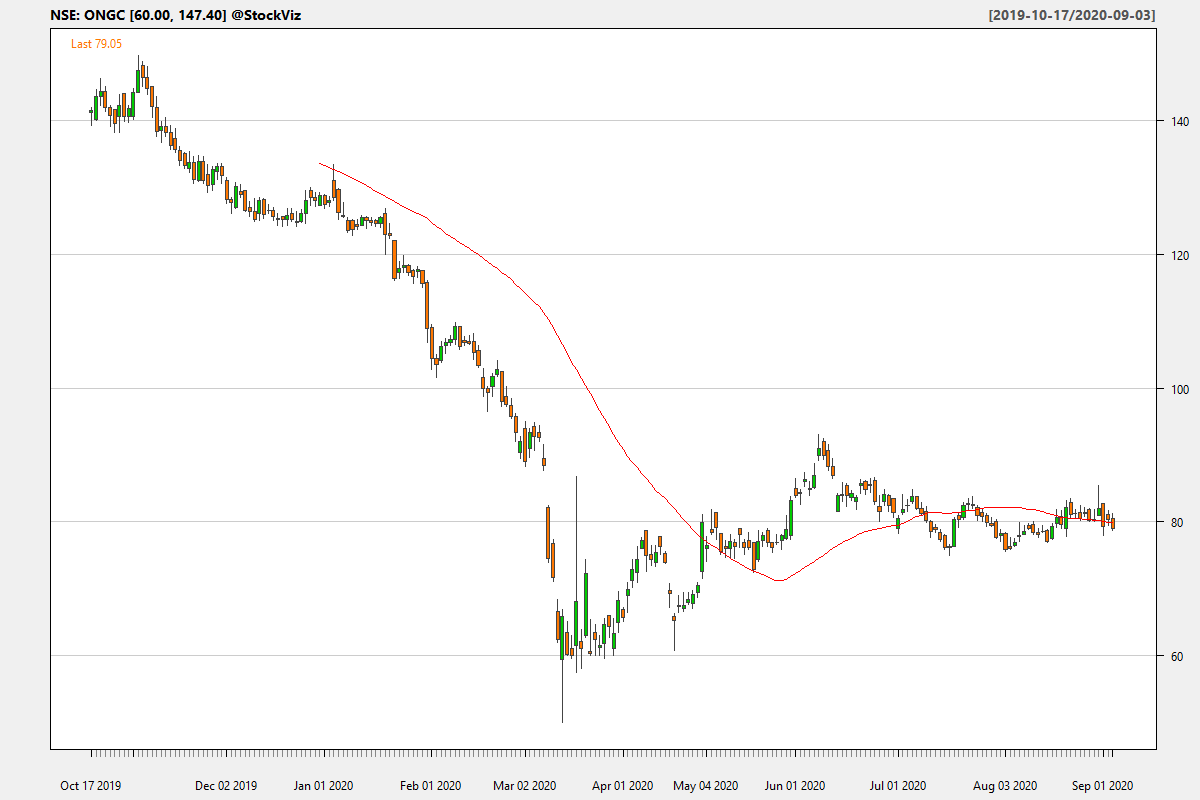 NSE: ONGC [60.00, 147.40] @StockViz [2019-10-17/2020-09-03]
Last 79.05
140
120
100
80
60
Oct 17 2019 Dec 02 2019 Jan 01 2020 Feb 01 2020 Mar 02 2020 Apr 01 2020 May 04 2020 Jun 01 2020 Jul 01 2020 Aug 03 2020 Sep 01 2020